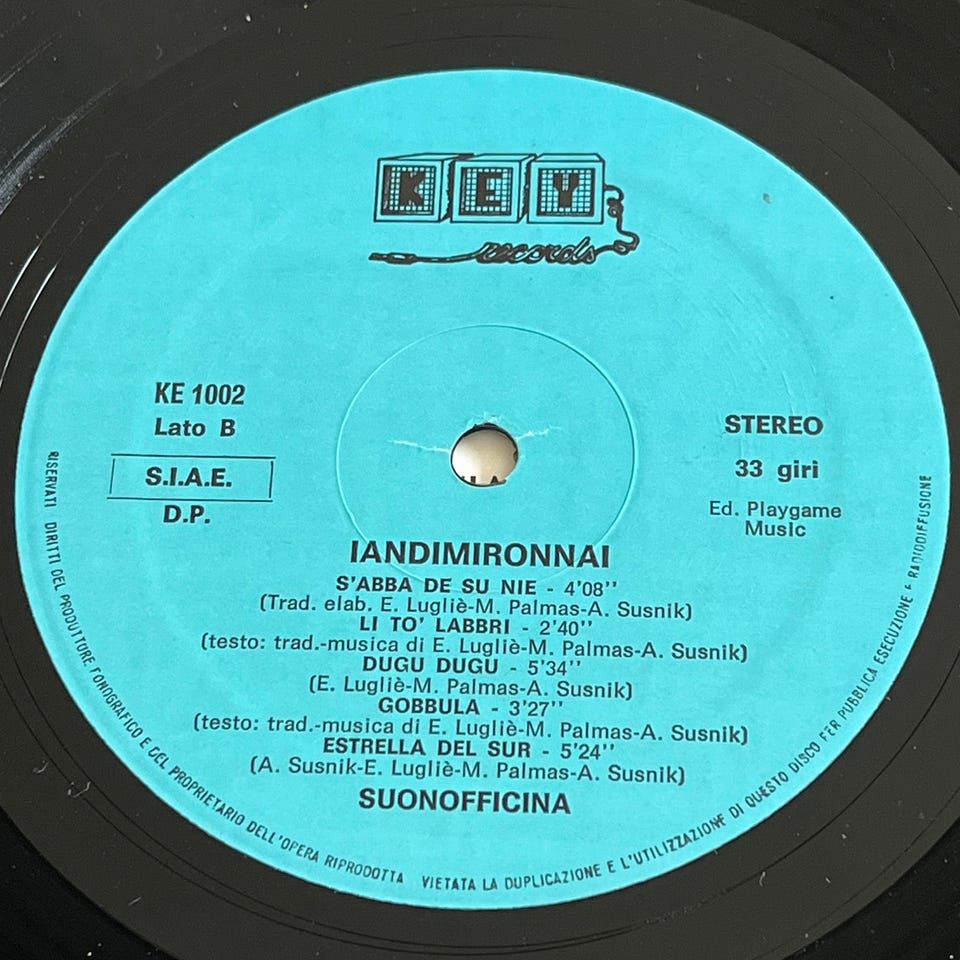 KEY
records
KE 1002
Lato B
S.I.A.E.
D.P.
STEREO
33 giri
Ed. Playgame
Music
IANDIMIRONNAI
S'ABBA DE SU NIE - 4'08"
(Trad. elab. E. Lugliè-M. Palmas-A. Susnik)
LI TO' LABBRI - 2'40"
(testo: trad.-musica di E. Lugliè-M. Palmas-A. Susnik)
DUGU DUGU - 5'34"
(E. Lugliè-M. Palmas-A. Susnik)
GOBBULA - 3'27"
(testo: trad.-musica di E. Lugliè-M. Palmas-A. Susnik)
ESTRELLA DEL SUR - 5'24"
(A. Susnik-E. Lugliè-M. Palmas-A. Susnik)
SUONOFFICINA
RISERVATI DIRITTI DEL PRODUTTORE FONOGRAFICO E DEL PROPRIETARIO DELL'OPERA RIPRODOTTA VIETATA LA DUPLICAZIONE E L'UTILIZZAZIONE DI QUESTO DISCO PER PUBBLICA ESECUZIONE E RADIODIFFUSIONE